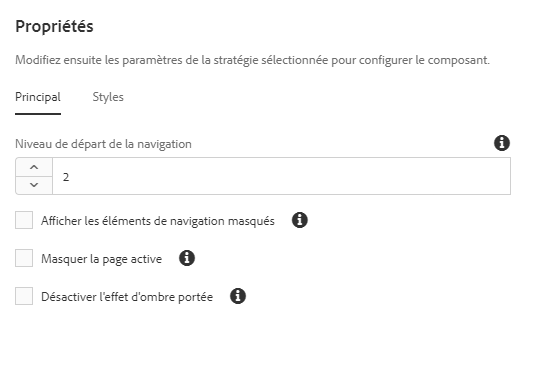 Propriétés
Modifiez ensuite les paramètres de la stratégie sélectionnée pour configurer le composant.
Principal Styles
Niveau de départ de la navigation
2
Afficher les éléments de navigation masqués
Masquer la page active
Désactiver l'effet d'ombre portée